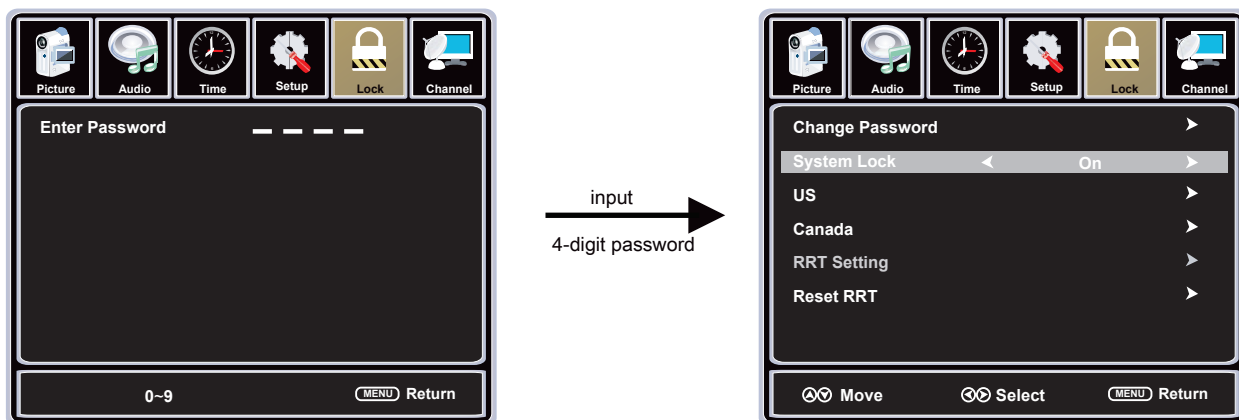 Picture Audio Time Setup Lock Channel
Enter Password
0~9 MENU Return
input
4-digit password
Picture Audio Time Setup Lock Channel
Change Password
System Lock On
US
Canada
RRT Setting
Reset RRT
Move Select MENU Return